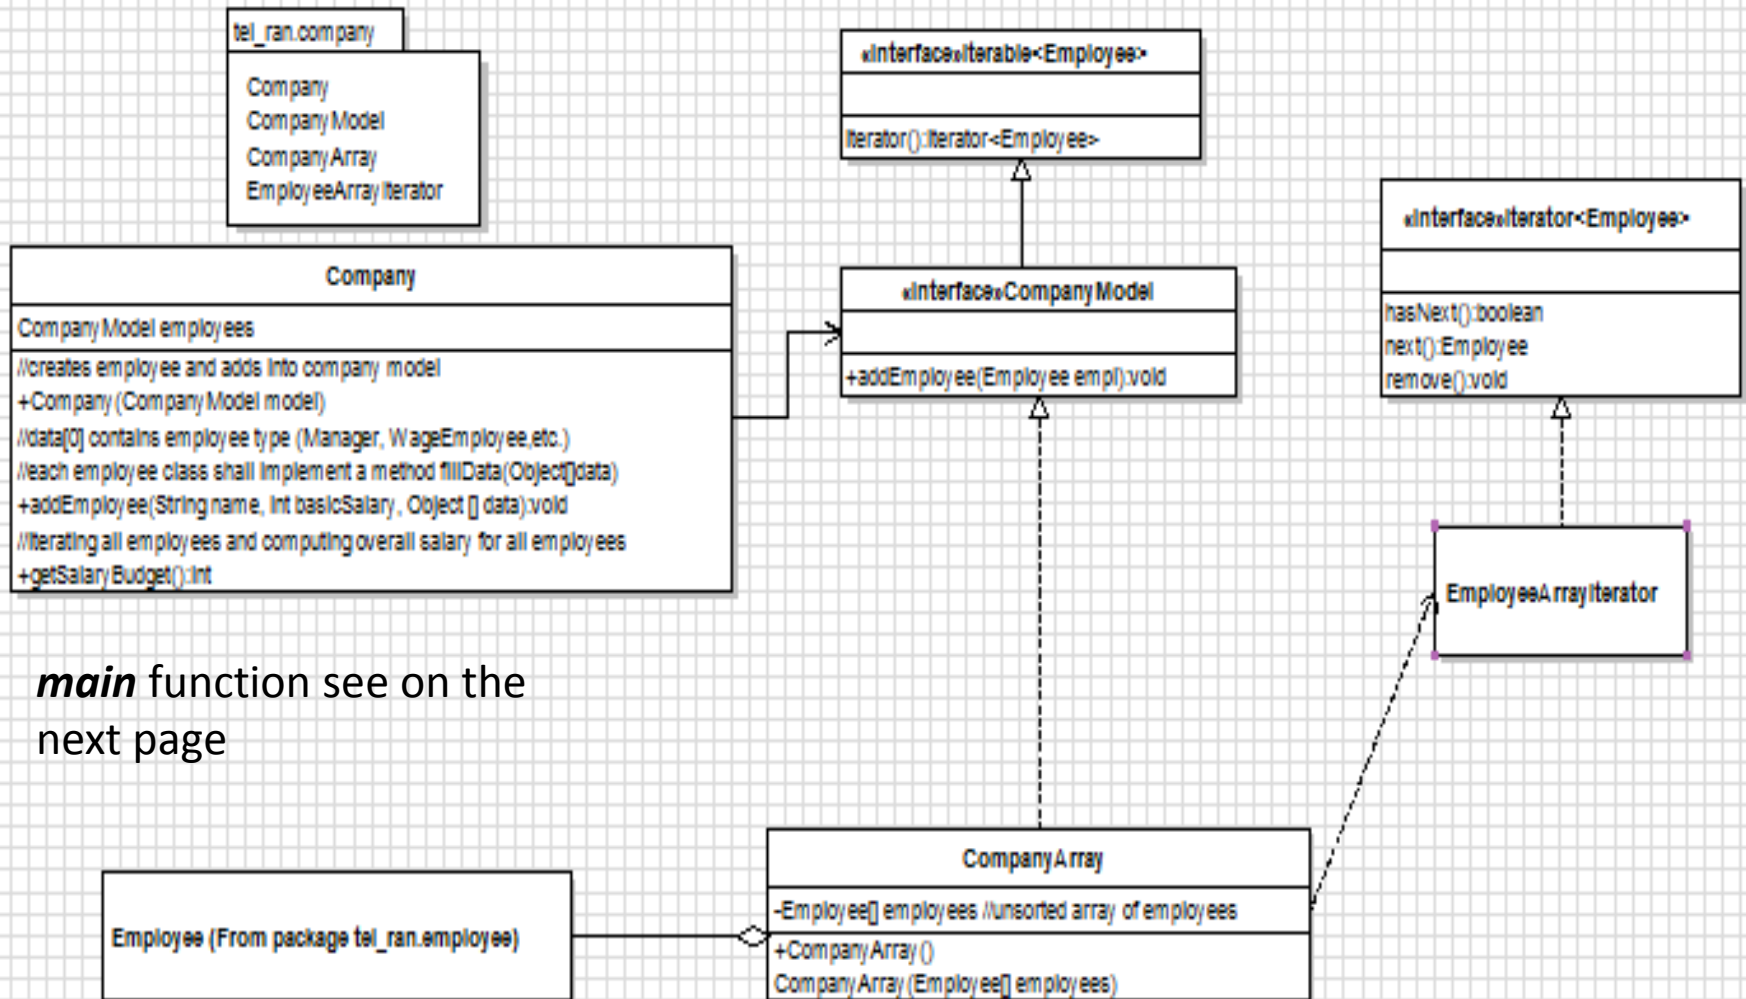 tel_ran.company
Company
CompanyModel
CompanyArray
EmployeeArrayIterator
«Interface»Iterable<Employee>
Iterator():Iterator<Employee>
«Interface»Iterator<Employee>
hasNext():boolean
next():Employee
remove():void
Company
CompanyModel employees
//creates employee and adds into company model
+Company(CompanyModel model)
//data[0] contains employee type (Manager, WageEmployee,etc.)
//each employee class shall implement a method fillData(Object[]data)
+addEmployee(String name, int basicSalary, Object [] data):void
//iterating all employees and computing overall salary for all employees
+getSalaryBudget():int
«Interface»CompanyModel
+addEmployee(Employee empl):void
EmployeeArrayIterator
main function see on the
next page
CompanyArray
-Employee[] employees //unsorted array of employees
+CompanyArray()
CompanyArray(Employee[] employees)
Employee (From package tel_ran.employee)